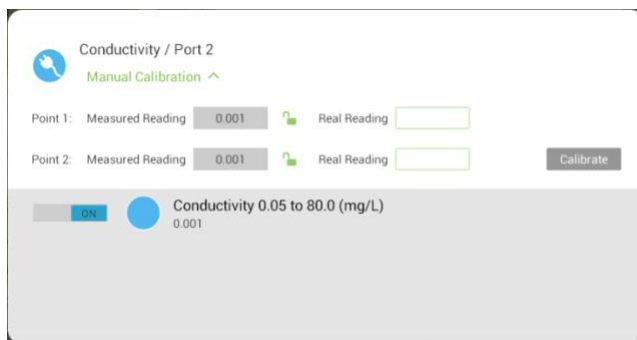 Conductivity / Port 2
Manual Calibration
Point 1: Measured Reading 0.001 Real Reading
Point 2: Measured Reading 0.001 Real Reading Calibrate
ON Conductivity 0.05 to 80.0 (mg/L)
0.001